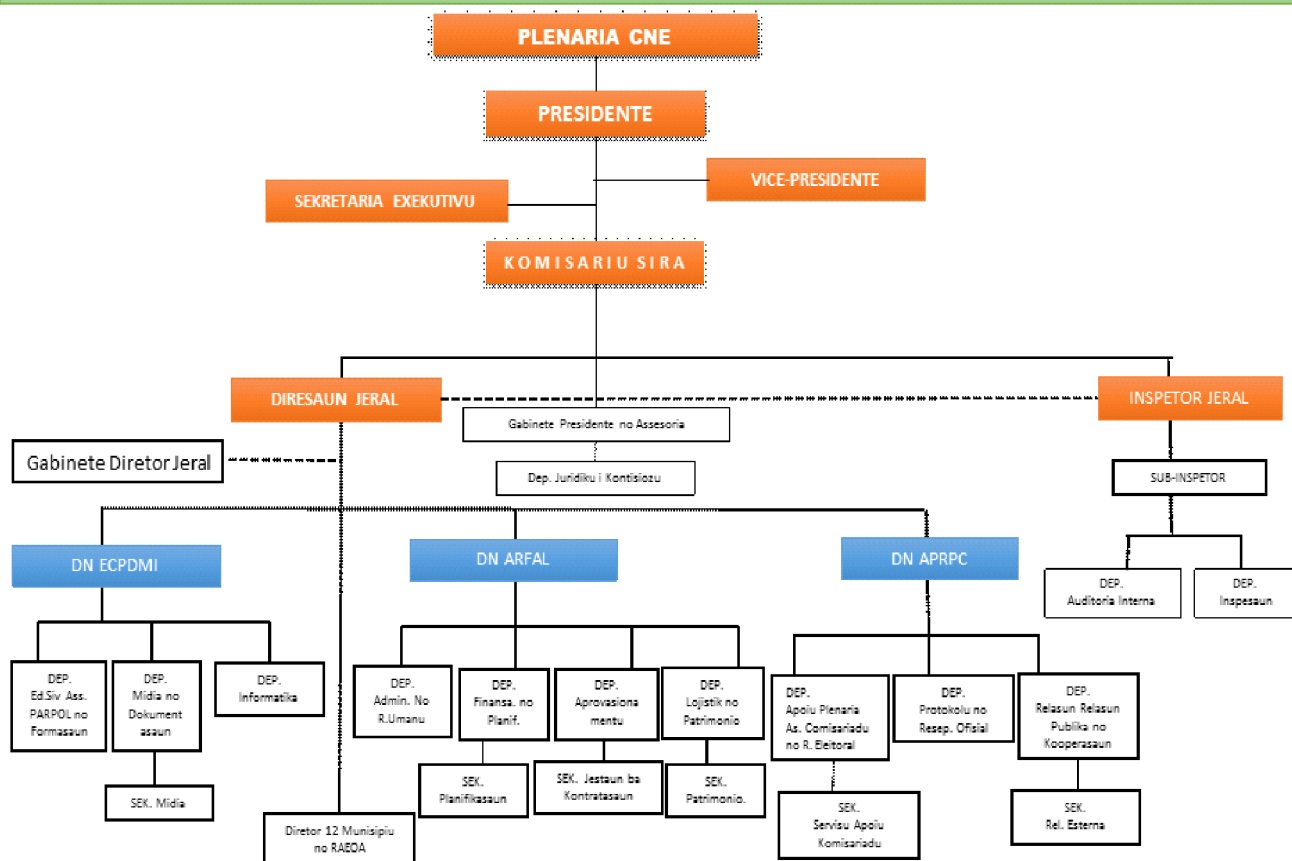 PLENARIA CNE
PRESIDENTE
VICE-PRESIDENTE
SEKRETARIA EXEKUTIVU
KOMISARIU SIRA
DIRESAUN JERAL
INSPETOR JERAL
Gabinete Presidente no Assesoria
Gabinete Diretor Jeral
Dep. Juridiku i Kontisiozu
SUB-INSPETOR
DN ECPDMI
DN ARFAL
DN APRPC
DEP.
Auditoria Interna
DEP.
Inspesaun
DEP.
Ed.Siv Ass.
PARPOL no
Formasaun
DEP.
Midia no
Dokument
asaun
DEP.
Informatika
DEP.
Admin. No
R.Umanu
DEP.
Finansa. no
Planif.
DEP.
Aprovasiona
mentu
DEP.
Lojistik no
Patrimonio
DEP.
Apoiu Plenaria
As. Comisariadu
no R. Eleitoral
DEP.
Protokolu no
Resep. Ofisial
DEP.
Relasun Relasun
Publika no
Kooperasaun
SEK. Midia
SEK.
Planifikasaun
SEK. Jestaun ba
Kontratasaun
SEK.
Patrimonio.
SEK.
Servisu Apoiu
Komisariadu
SEK.
Rel. Esterna
Diretor 12 Munisipiu
no RAEOA